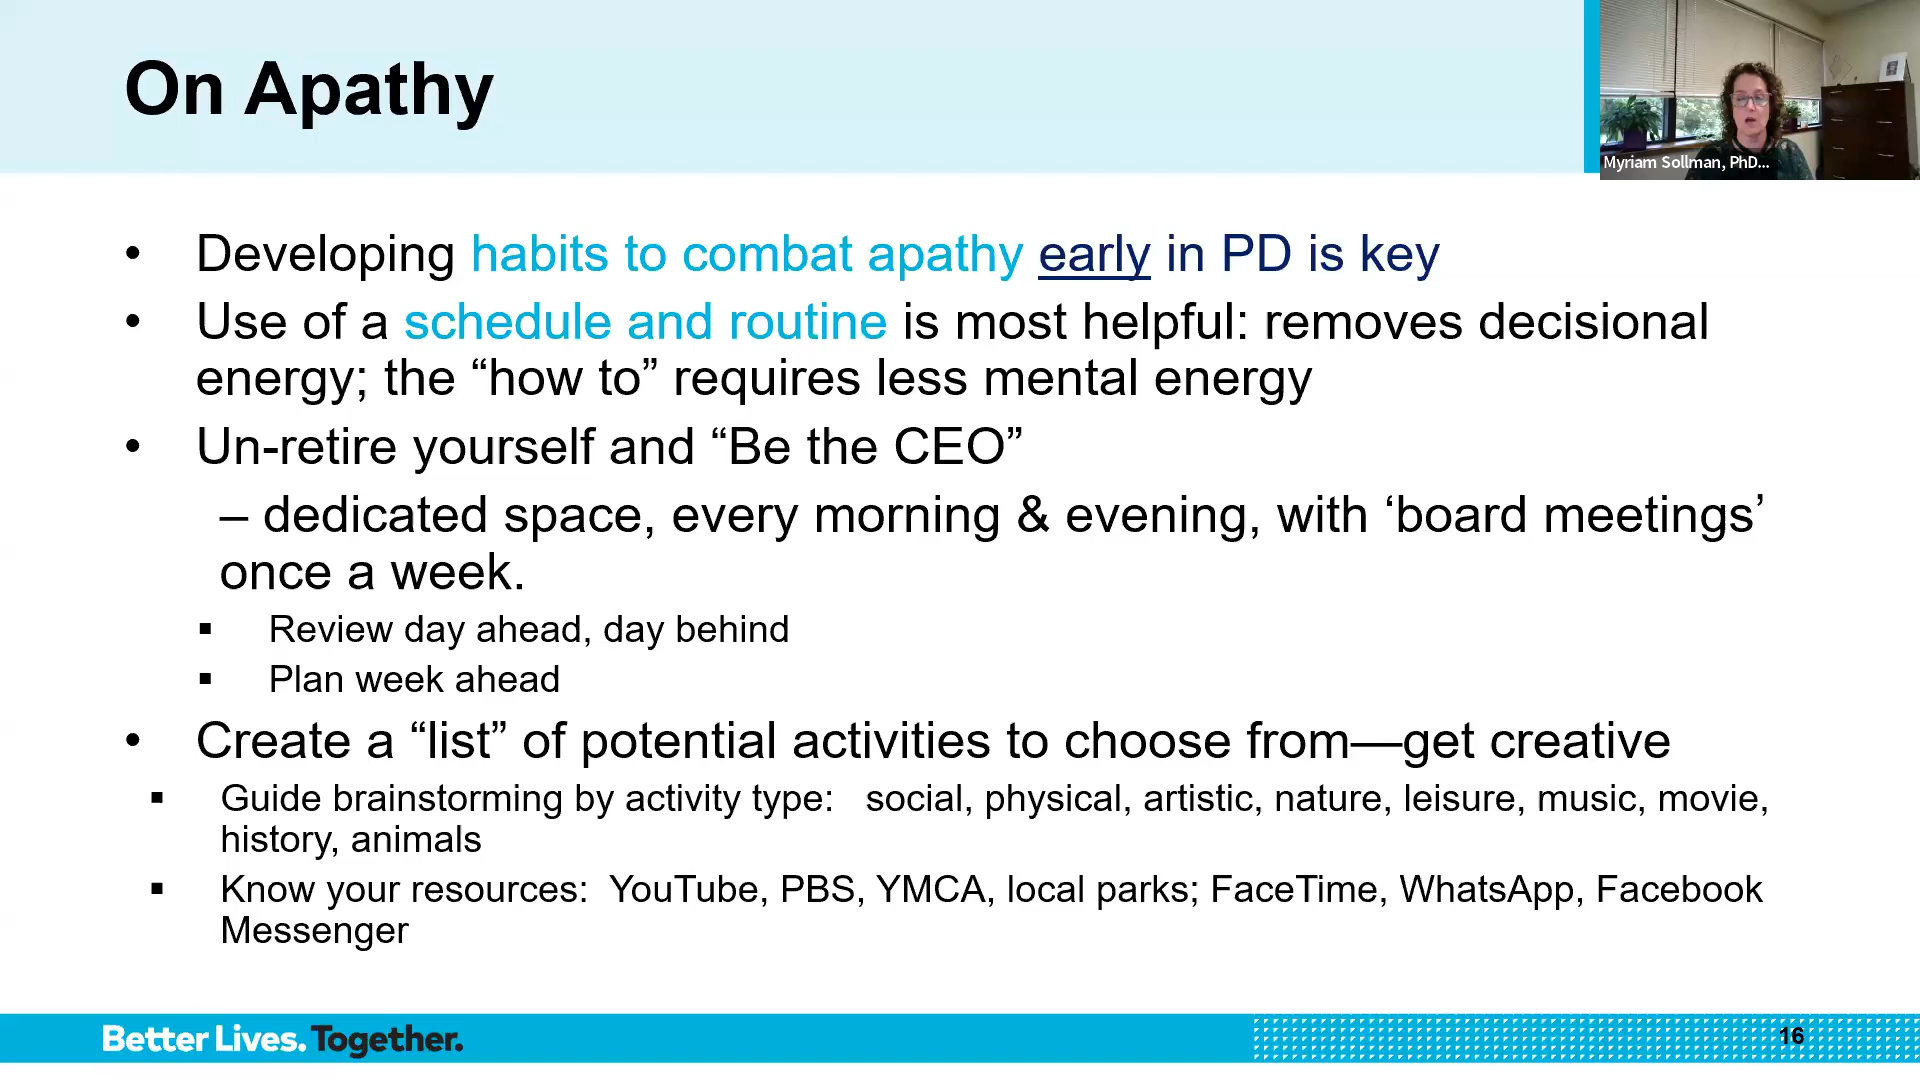 On Apathy
Myriam Sollman, PhD...
• Developing habits to combat apathy early in PD is key
• Use of a schedule and routine is most helpful: removes decisional
energy; the “how to” requires less mental energy
• Un-retire yourself and “Be the CEO”
– dedicated space, every morning & evening, with ‘board meetings’
once a week.
▪ Review day ahead, day behind
▪ Plan week ahead
• Create a “list” of potential activities to choose from—get creative
▪ Guide brainstorming by activity type: social, physical, artistic, nature, leisure, music, movie,
history, animals
▪ Know your resources: YouTube, PBS, YMCA, local parks; FaceTime, WhatsApp, Facebook
Messenger
Better Lives. Together.
16